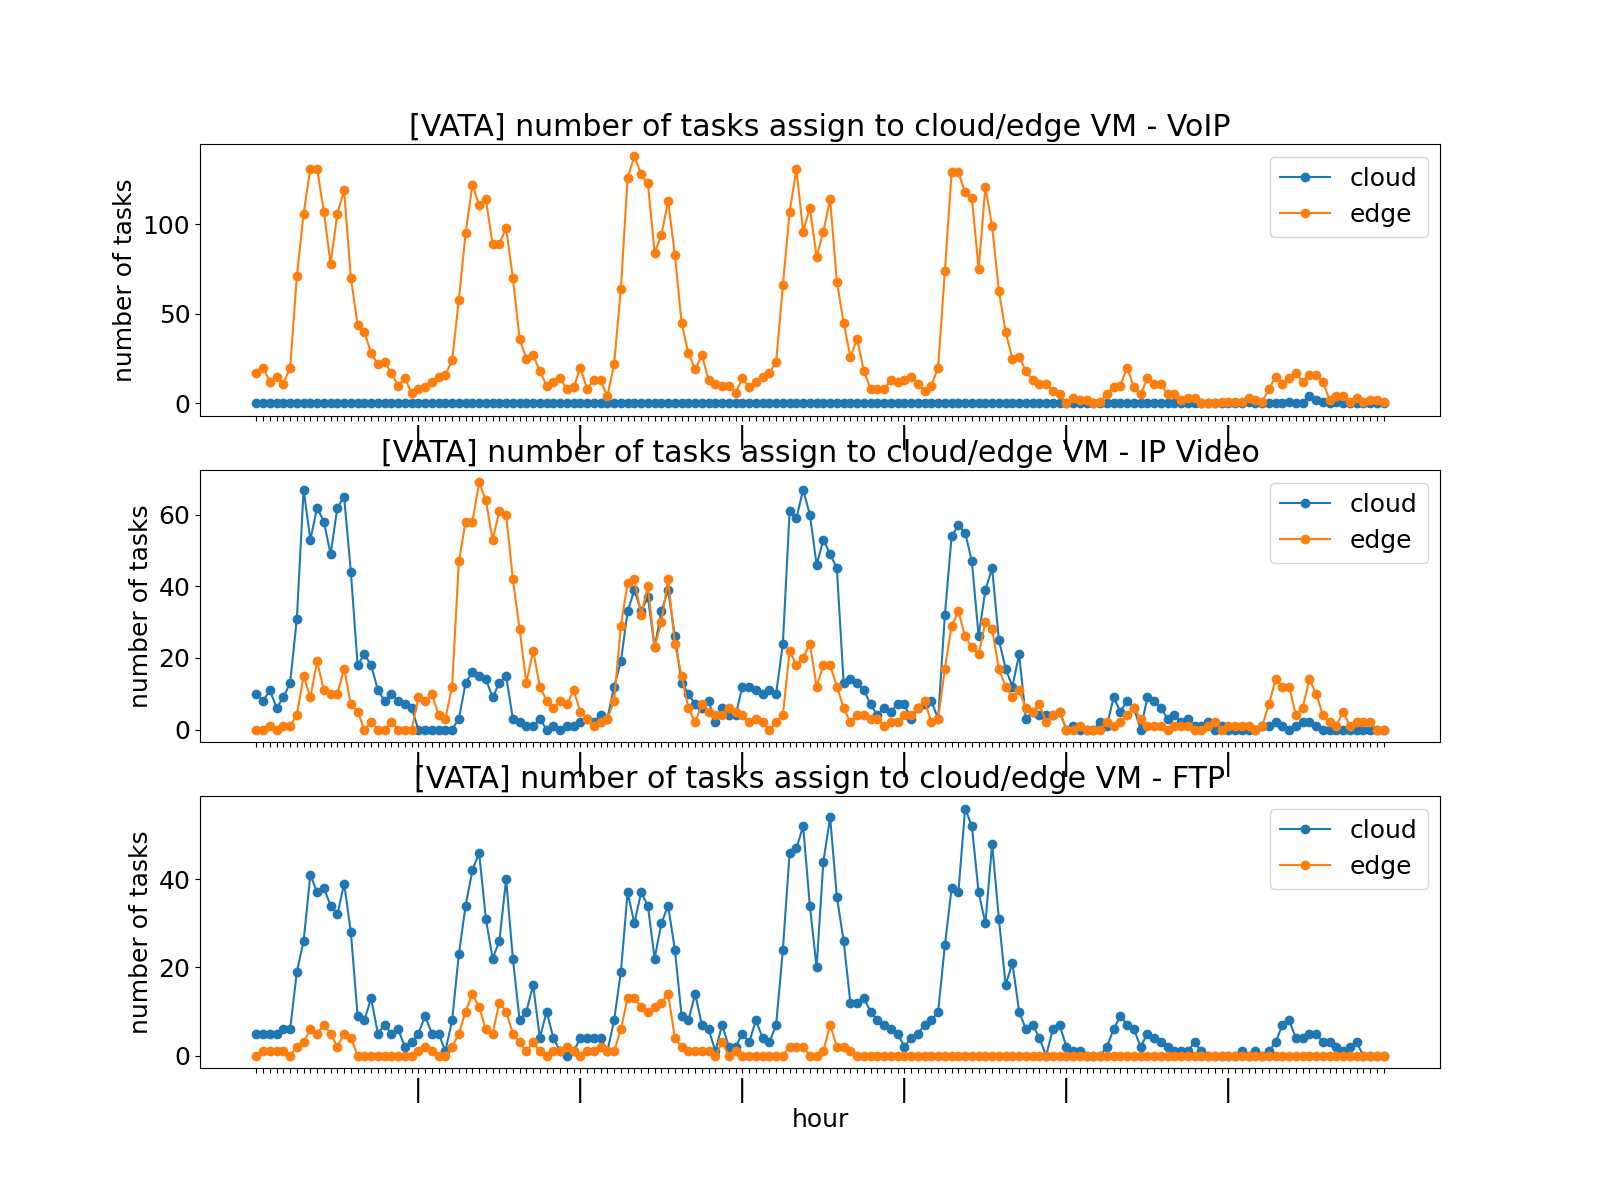 [VATA] number of tasks assign to cloud/edge VM - VoIP
number of tasks
100
50
0
cloud
edge
[VATA] number of tasks assign to cloud/edge VM - IP Video
number of tasks
60
40
20
0
cloud
edge
[VATA] number of tasks assign to cloud/edge VM - FTP
number of tasks
40
20
0
cloud
edge
hour